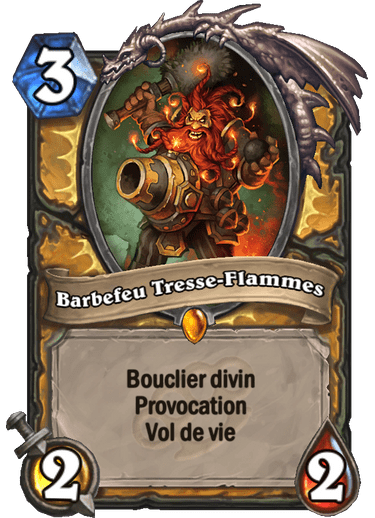 3
Barbefeu Tresse-Flammes
Bouclier divin
Provocation
Vol de vie
2
2